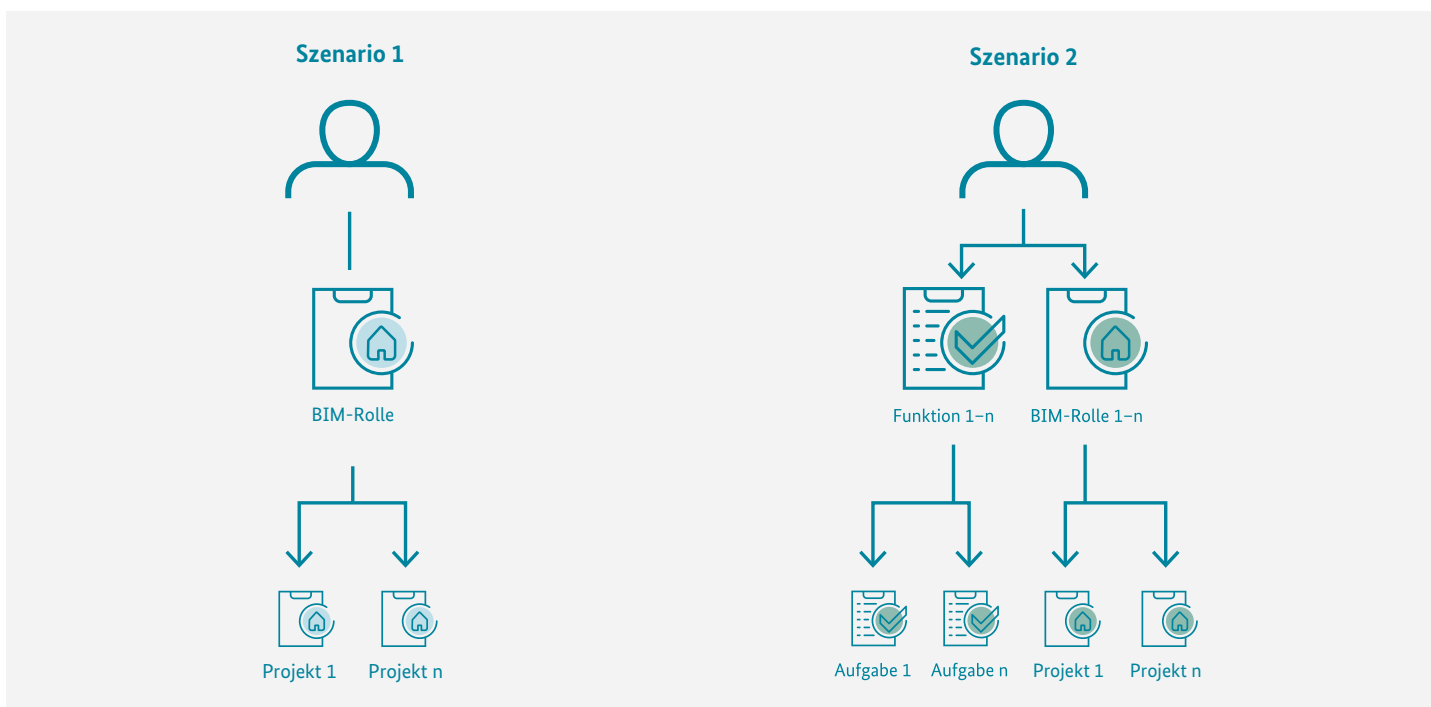 Szenario 1
BIM-Rolle
Projekt 1
Projekt n
Szenario 2
Funktion 1–n
BIM-Rolle 1–n
Aufgabe 1
Aufgabe n
Projekt 1
Projekt n